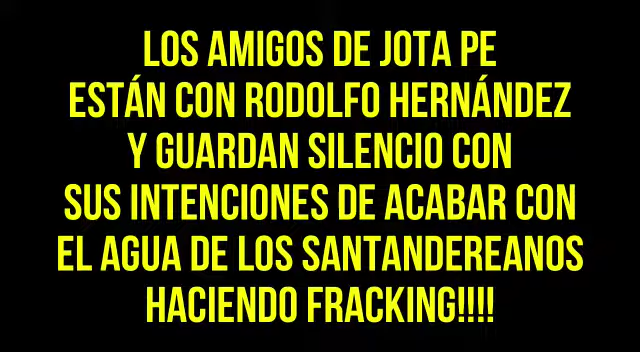 LOS AMIGOS DE JOTA PE
ESTÁN CON RODOLFO HERNÁNDEZ
Y GUARDAN SILENCIO CON
SUS INTENCIONES DE ACABAR CON
EL AGUA DE LOS SANTANDEREANOS
HACIENDO FRACKING!!!!